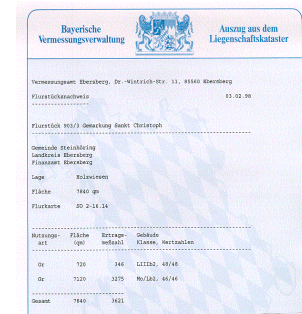 Bayerische
Vermessungsverwaltung
Auszug aus dem
Liegenschaftskataster
Vermessungsamt Ebersberg, Dr.-Wintrich-Str. 11, 85560 Ebersberg
Flurstücksnachweis 03.02.98
Flurstück 903/3 Gemarkung Sankt Christoph
Gemeinde Steinhöring
Landkreis Ebersberg
Finanzamt Ebersberg
Lage Holzwiesen
Fläche 7840 qm
Flurkarte SO 2-16.14
Nutzungs- Fläche Ertrags- Gebäude
art (qm) meßzahl Klasse, Wertzahlen
Gr 720 346 LIIIb2, 48/48
Gr 7120 3275 Mo/Lb2, 46/46
Gesamt 7840 3621